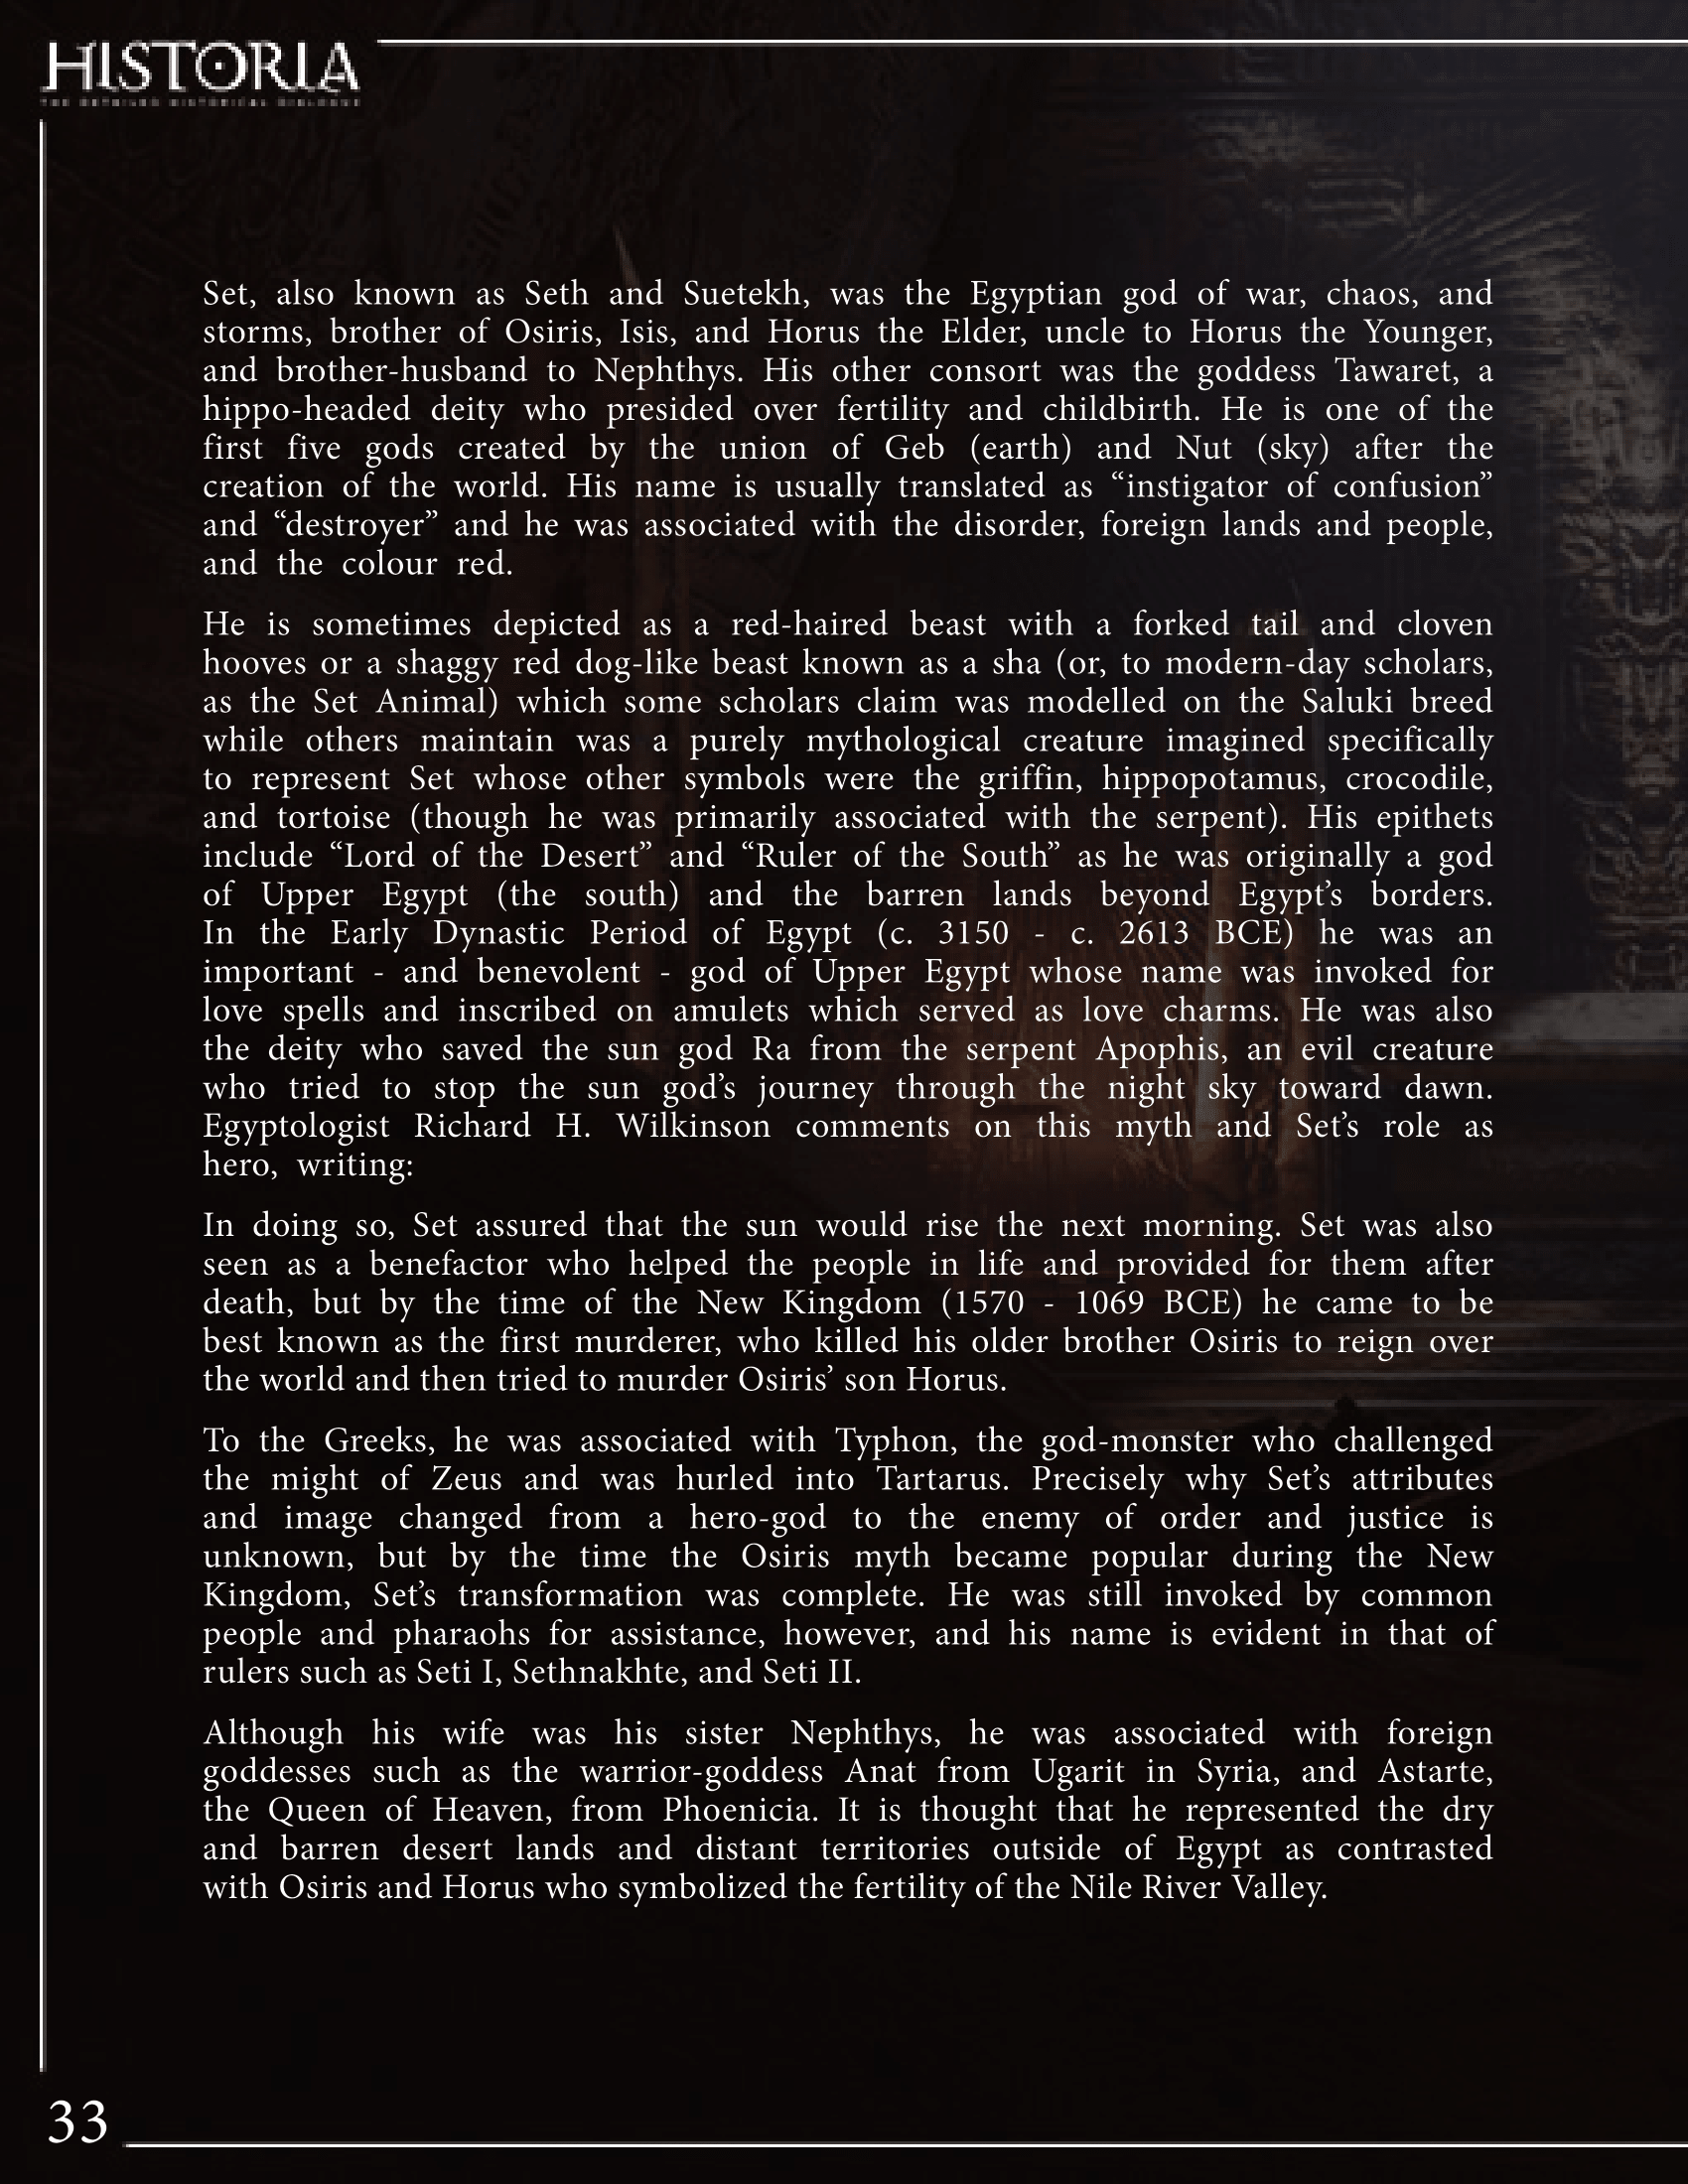 HISTORIA
Set, also known as Seth and Suetekh, was the Egyptian god of war, chaos, and
storms, brother of Osiris, Isis, and Horus the Elder, uncle to Horus the Younger,
and brother-husband to Nephthys. His other consort was the goddess Tawaret, a
hippo-headed deity who presided over fertility and childbirth. He is one of the
first five gods created by the union of Geb (earth) and Nut (sky) after the
creation of the world. His name is usually translated as “instigator of confusion”
and “destroyer” and he was associated with the disorder, foreign lands and people,
and the colour red.
He is sometimes depicted as a red-haired beast with a forked tail and cloven
hooves or a shaggy red dog-like beast known as a sha (or, to modern-day scholars,
as the Set Animal) which some scholars claim was modelled on the Saluki breed
while others maintain was a purely mythological creature imagined specifically
to represent Set whose other symbols were the griffin, hippopotamus, crocodile,
and tortoise (though he was primarily associated with the serpent). His epithets
include “Lord of the Desert” and “Ruler of the South” as he was originally a god
of Upper Egypt (the south) and the barren lands beyond Egypt’s borders.
In the Early Dynastic Period of Egypt (c. 3150 - c. 2613 BCE) he was an
important - and benevolent - god of Upper Egypt whose name was invoked for
love spells and inscribed on amulets which served as love charms. He was also
the deity who saved the sun god Ra from the serpent Apophis, an evil creature
who tried to stop the sun god’s journey through the night sky toward dawn.
Egyptologist Richard H. Wilkinson comments on this myth and Set’s role as
hero, writing:
In doing so, Set assured that the sun would rise the next morning. Set was also
seen as a benefactor who helped the people in life and provided for them after
death, but by the time of the New Kingdom (1570 - 1069 BCE) he came to be
best known as the first murderer, who killed his older brother Osiris to reign over
the world and then tried to murder Osiris’ son Horus.
To the Greeks, he was associated with Typhon, the god-monster who challenged
the might of Zeus and was hurled into Tartarus. Precisely why Set’s attributes
and image changed from a hero-god to the enemy of order and justice is
unknown, but by the time the Osiris myth became popular during the New
Kingdom, Set’s transformation was complete. He was still invoked by common
people and pharaohs for assistance, however, and his name is evident in that of
rulers such as Seti I, Sethnakhte, and Seti II.
Although his wife was his sister Nephthys, he was associated with foreign
goddesses such as the warrior-goddess Anat from Ugarit in Syria, and Astarte,
the Queen of Heaven, from Phoenicia. It is thought that he represented the dry
and barren desert lands and distant territories outside of Egypt as contrasted
with Osiris and Horus who symbolized the fertility of the Nile River Valley.
33